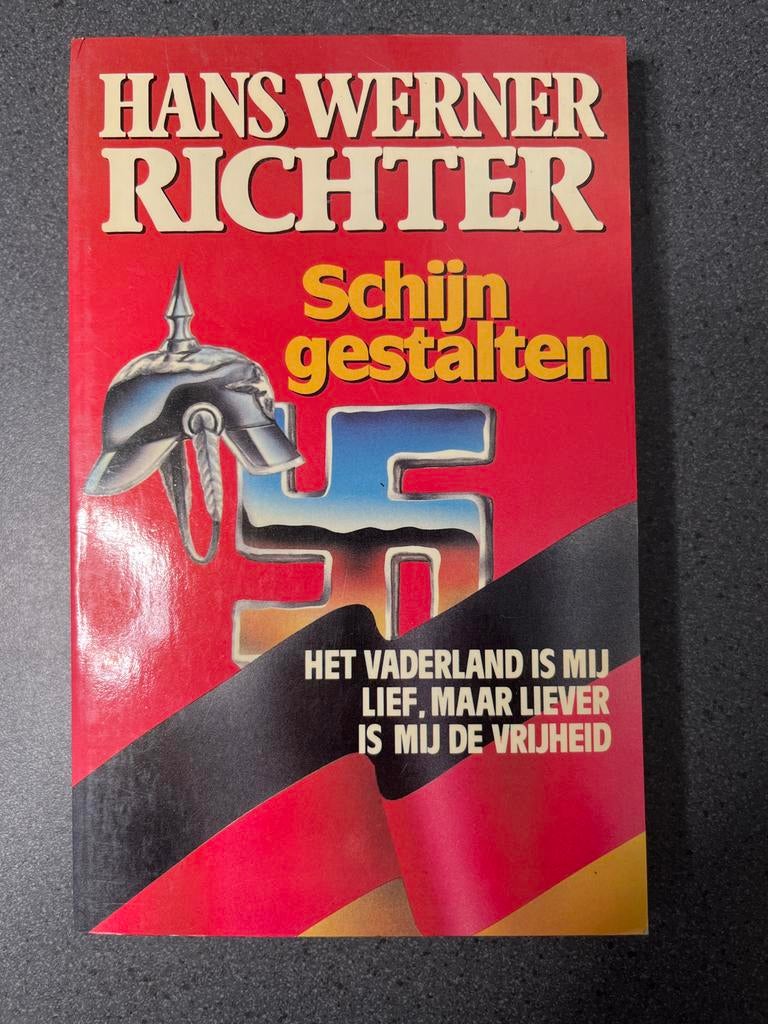 HANS WERNER
RICHTER
Schijn
gestalten
HET VADERLAND IS MIJ
LIEF, MAAR LIEVER
IS MIJ DE VRIJHEID